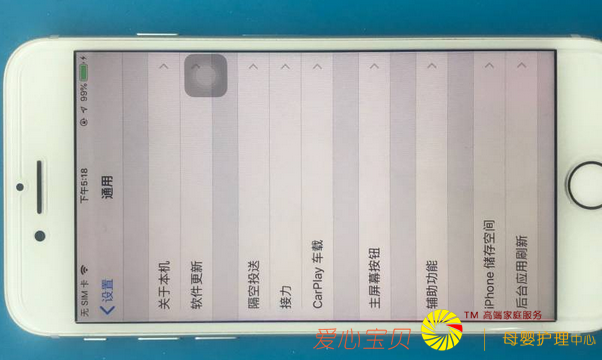 无 SIM 卡 下午5:18 99%
设置 通用
关于本机
软件更新
隔空投送
接力
CarPlay 车载
主屏幕按钮
辅助功能
iPhone 储存空间
后台应用刷新
爱心宝贝 TM 高端家庭服务
母婴护理中心